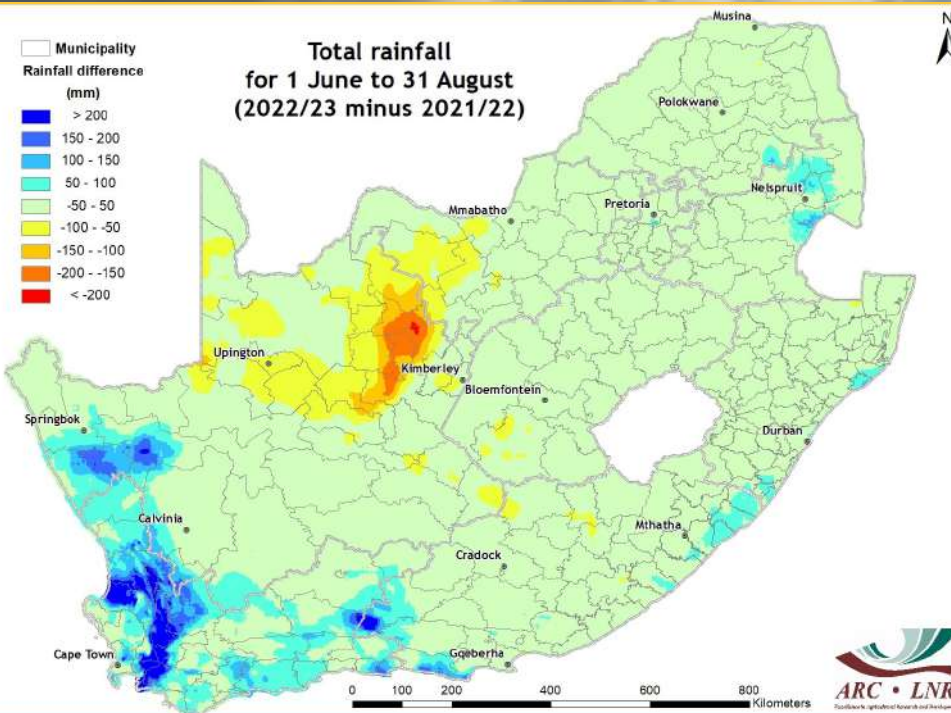 Total rainfall
for 1 June to 31 August
(2022/23 minus 2021/22)
N
Municipality
Rainfall difference
(mm)
> 200
150 - 200
100 - 150
50 - 100
-50 - 50
-100 - -50
-150 - -100
-200 - -150
< -200
Musina
Polokwane
Nelspruit
Pretoria
Mmabatho
Upington
Kimberley
Bloemfontein
Springbok
Durban
Calvinia
Mthatha
Cradock
Cape Town
Gqeberha
0 100 200 400 600 800
Kilometers
ARC • LNR